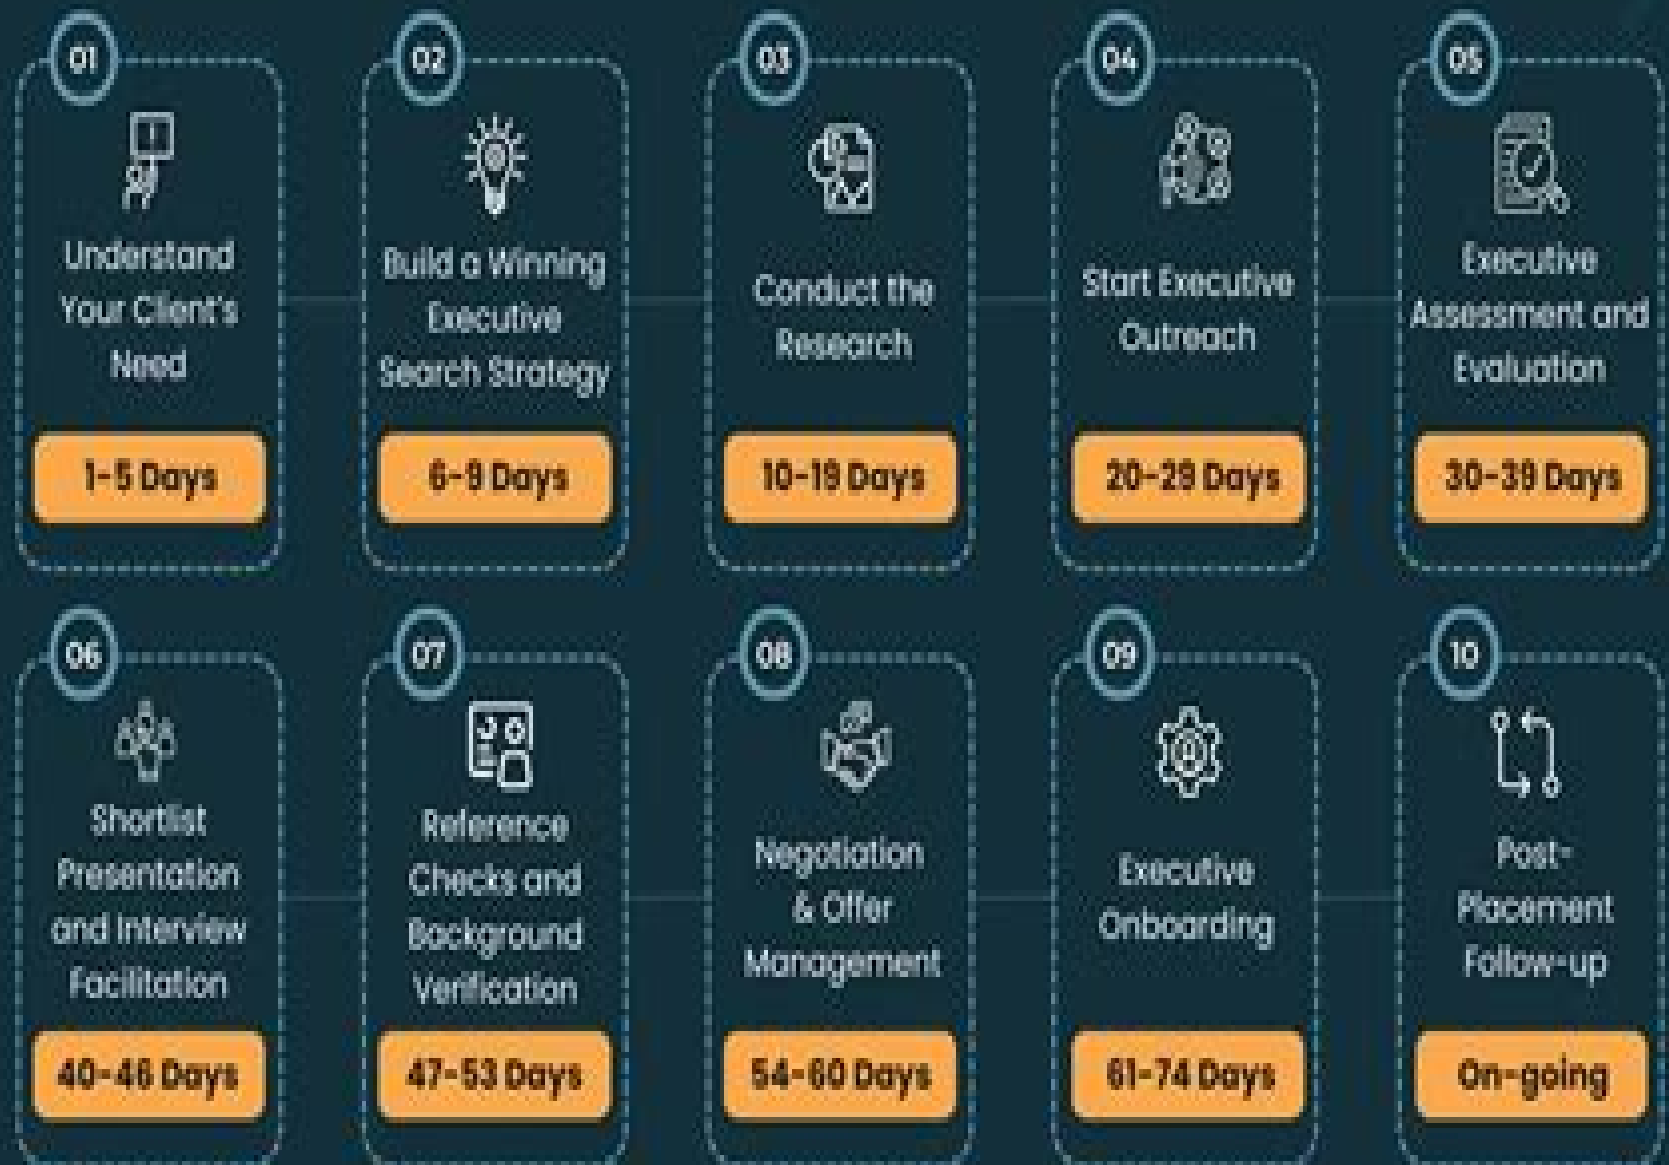 01
Understand
Your Client's
Need
1-5 Days
02
Build a Winning
Executive
Search Strategy
6-9 Days
03
Conduct the
Research
10-19 Days
04
Start Executive
Outreach
20-29 Days
05
Executive
Assessment and
Evaluation
30-39 Days
06
Shortlist
Presentation
and Interview
Facilitation
40-46 Days
07
Reference
Checks and
Background
Verification
47-53 Days
08
Negotiation
& Offer
Management
54-60 Days
09
Executive
Onboarding
61-74 Days
10
Post-
Placement
Follow-up
On-going